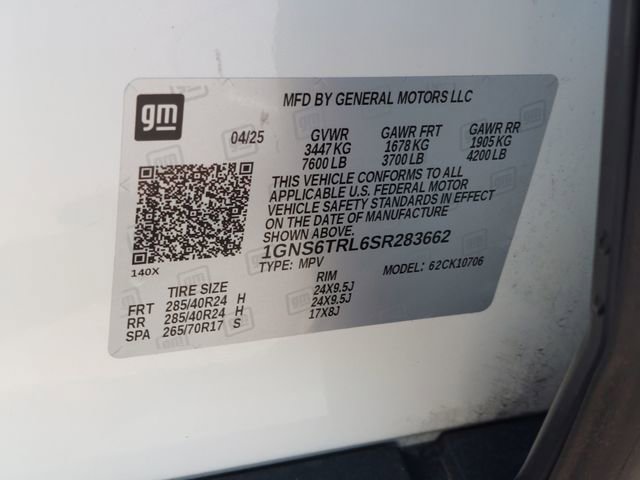 gm
MFD BY GENERAL MOTORS LLC
04/25 GVWR GAWR FRT GAWR RR
3447 KG 1678 KG 1905 KG
7600 LB 3700 LB 4200 LB
THIS VEHICLE CONFORMS TO ALL
APPLICABLE U.S. FEDERAL MOTOR
VEHICLE SAFETY STANDARDS IN EFFECT
ON THE DATE OF MANUFACTURE
SHOWN ABOVE.
1GNS6TRL6SR283662
140X
TYPE: MPV MODEL: 62CK10706
TIRE SIZE RIM
FRT 285/40R24 H 24X9.5J
RR 285/40R24 H 24X9.5J
SPA 265/70R17 S 17X8J